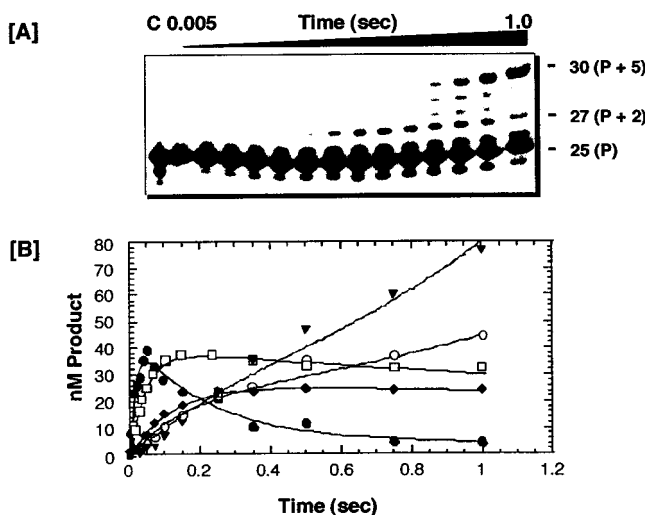 C 0.005 Time (sec) 1.0
[A]
30 (P + 5)
27 (P + 2)
25 (P)
[B]
80
70
60
50
40
30
20
10
0
nM Product
0 0.2 0.4 0.6 0.8 1 1.2
Time (sec)